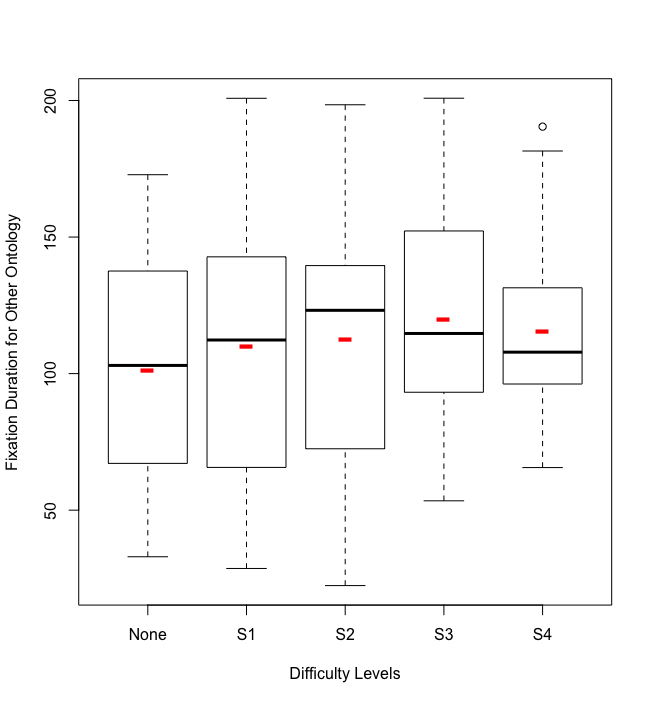 Fixation Duration for Other Ontology
200
150
100
50
None S1 S2 S3 S4
Difficulty Levels